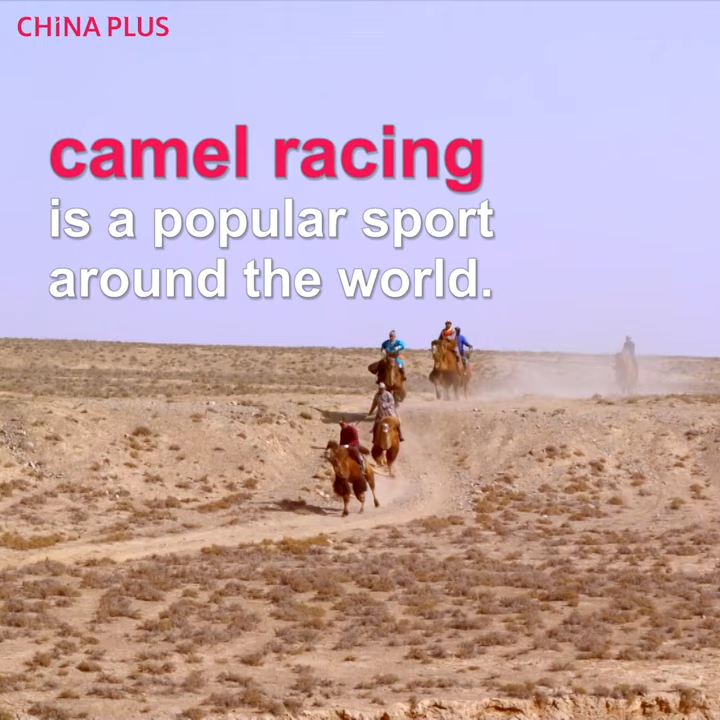 CHiNA PLUS
camel racing
is a popular sport
around the world.